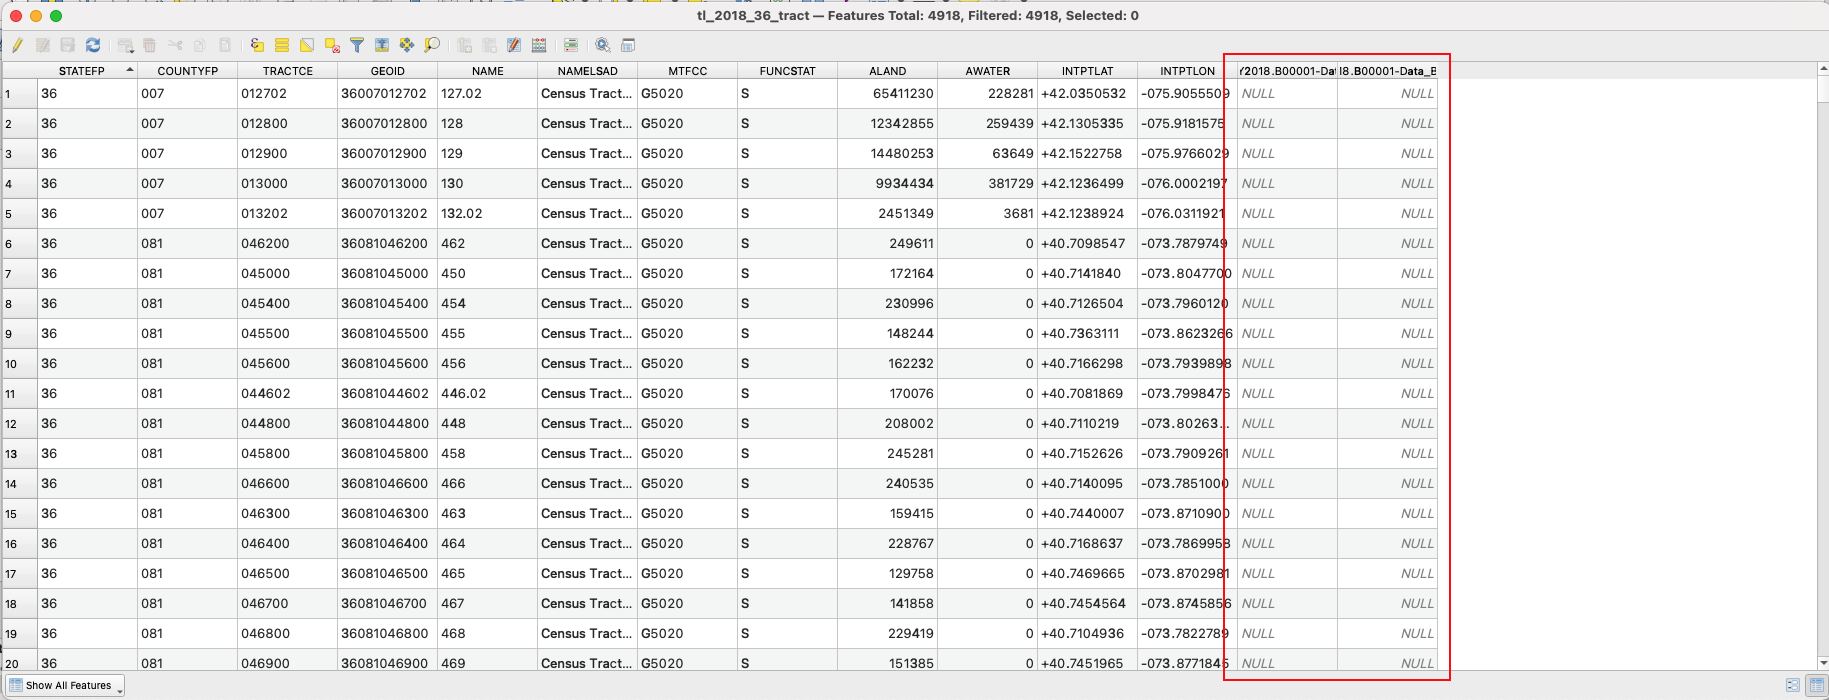 tl_2018_36_tract — Features Total: 4918, Filtered: 4918, Selected: 0
STATEFP COUNTYFP TRACTCE GEOID NAME NAMELSAD MTFCC FUNCSTAT ALAND AWATER INTPTLAT INTPTLON Y2018.B00001-Dat 18.B00001-Data_B
1 36 007 012702 36007012702 127.02 Census Tract... G5020 S 65411230 228281 +42.0350532 -075.9055509 NULL NULL
2 36 007 012800 36007012800 128 Census Tract... G5020 S 12342855 259439 +42.1305335 -075.9181575 NULL NULL
3 36 007 012900 36007012900 129 Census Tract... G5020 S 14480253 63649 +42.1522758 -075.9766029 NULL NULL
4 36 007 013000 36007013000 130 Census Tract... G5020 S 9934434 381729 +42.1236499 -076.0002197 NULL NULL
5 36 007 013202 36007013202 132.02 Census Tract... G5020 S 2451349 3681 +42.1238924 -076.0311921 NULL NULL
6 36 081 046200 36081046200 462 Census Tract... G5020 S 249611 0 +40.7098547 -073.7879749 NULL NULL
7 36 081 045000 36081045000 450 Census Tract... G5020 S 172164 0 +40.7141840 -073.8047700 NULL NULL
8 36 081 045400 36081045400 454 Census Tract... G5020 S 230996 0 +40.7126504 -073.7960120 NULL NULL
9 36 081 045500 36081045500 455 Census Tract... G5020 S 148244 0 +40.7363111 -073.8623266 NULL NULL
10 36 081 045600 36081045600 456 Census Tract... G5020 S 162232 0 +40.7166298 -073.7939898 NULL NULL
11 36 081 044602 36081044602 446.02 Census Tract... G5020 S 170076 0 +40.7081869 -073.7998476 NULL NULL
12 36 081 044800 36081044800 448 Census Tract... G5020 S 208002 0 +40.7110219 -073.80263... NULL NULL
13 36 081 045800 36081045800 458 Census Tract... G5020 S 245281 0 +40.7152626 -073.7909261 NULL NULL
14 36 081 046600 36081046600 466 Census Tract... G5020 S 240535 0 +40.7140095 -073.7851000 NULL NULL
15 36 081 046300 36081046300 463 Census Tract... G5020 S 159415 0 +40.7440007 -073.8710900 NULL NULL
16 36 081 046400 36081046400 464 Census Tract... G5020 S 228767 0 +40.7168637 -073.7869958 NULL NULL
17 36 081 046500 36081046500 465 Census Tract... G5020 S 129758 0 +40.7469665 -073.8702981 NULL NULL
18 36 081 046700 36081046700 467 Census Tract... G5020 S 141858 0 +40.7454564 -073.8745856 NULL NULL
19 36 081 046800 36081046800 468 Census Tract... G5020 S 229419 0 +40.7104936 -073.7822789 NULL NULL
20 36 081 046900 36081046900 469 Census Tract... G5020 S 151385 0 +40.7451965 -073.8771845 NULL NULL
Show All Features